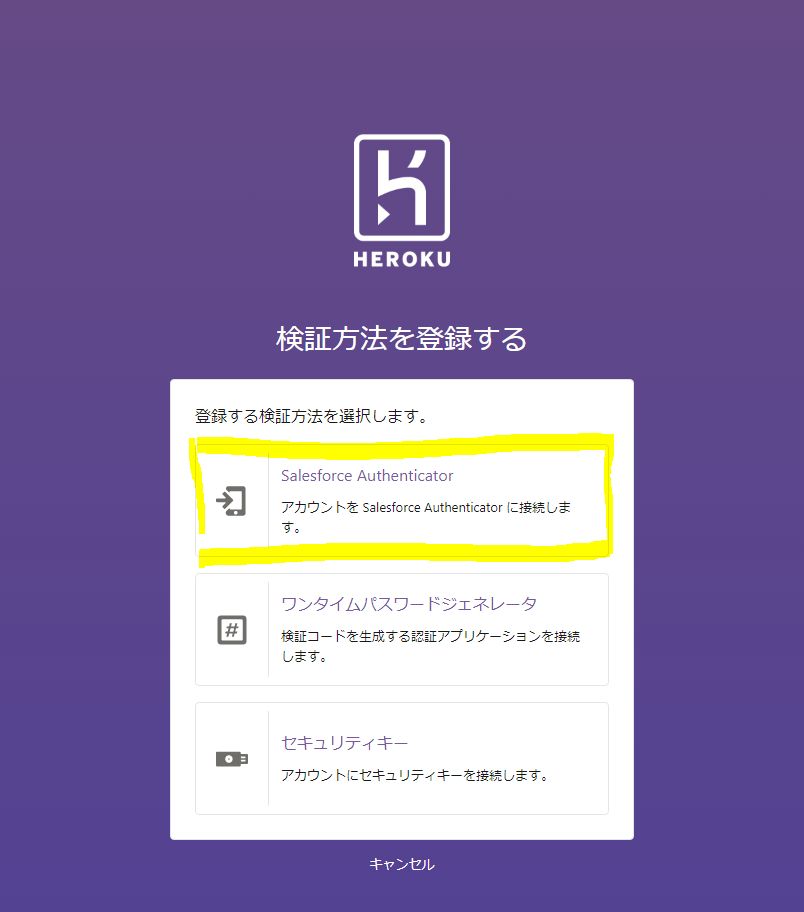 HEROKU
検証方法を登録する
登録する検証方法を選択します。
Salesforce Authenticator
アカウントを Salesforce Authenticator に接続しま
す。
ワンタイムパスワードジェネレータ
検証コードを生成する認証アプリケーションを接続
します。
セキュリティキー
アカウントにセキュリティキーを接続します。
キャンセル